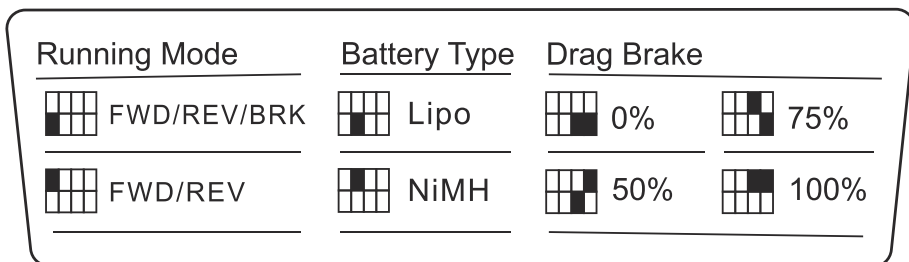 Running Mode Battery Type Drag Brake
FWD/REV/BRK Lipo 0% 75%
FWD/REV NiMH 50% 100%